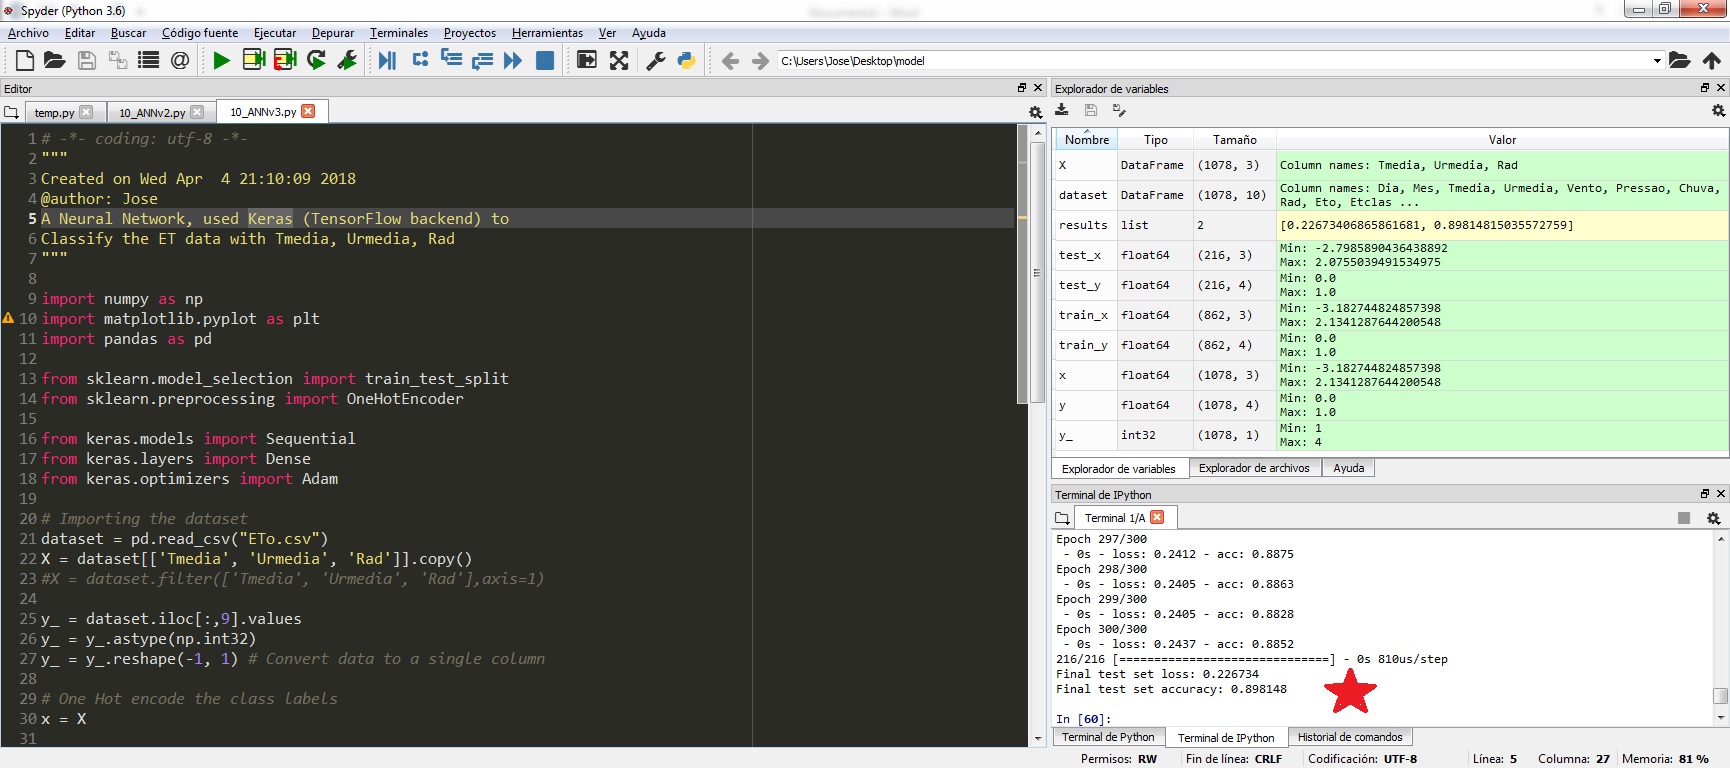 Spyder (Python 3.6)
Archivo Editar Buscar Código fuente Ejecutar Depurar Terminales Proyectos Herramientas Ver Ayuda
C:\Users\Jose\Desktop\model
Editor
temp.py 10_ANNv2.py 10_ANNv3.py
1 # -*- coding: utf-8 -*-
2 """
3 Created on Wed Apr  4 21:10:09 2018
4 @author: Jose
5 A Neural Network, used Keras (TensorFlow backend) to
6 Classify the ET data with Tmedia, Urmedia, Rad
7 """
8
9 import numpy as np
10 import matplotlib.pyplot as plt
11 import pandas as pd
12
13 from sklearn.model_selection import train_test_split
14 from sklearn.preprocessing import OneHotEncoder
15
16 from keras.models import Sequential
17 from keras.layers import Dense
18 from keras.optimizers import Adam
19
20 # Importing the dataset
21 dataset = pd.read_csv("ETo.csv")
22 X = dataset[['Tmedia', 'Urmedia', 'Rad']].copy()
23 #X = dataset.filter(['Tmedia', 'Urmedia', 'Rad'],axis=1)
24
25 y_ = dataset.iloc[:,9].values
26 y_ = y_.astype(np.int32)
27 y_ = y_.reshape(-1, 1) # Convert data to a single column
28
29 # One Hot encode the class labels
30 x = X
31
Explorador de variables
Nombre Tipo Tamaño Valor
X DataFrame (1078, 3) Column names: Tmedia, Urmedia, Rad
dataset DataFrame (1078, 10) Column names: Dia, Mes, Tmedia, Urmedia, Vento, Pressao, Chuva,
Rad, Eto, Etclas ...
results list 2 [0.22673406865861681, 0.89814815035572759]
test_x float64 (216, 3) Min: -2.7985890436438892
Max: 2.0755039491534975
test_y float64 (216, 4) Min: 0.0
Max: 1.0
train_x float64 (862, 3) Min: -3.182744824857398
Max: 2.1341287644200548
train_y float64 (862, 4) Min: 0.0
Max: 1.0
x float64 (1078, 3) Min: -3.182744824857398
Max: 2.1341287644200548
y float64 (1078, 4) Min: 0.0
Max: 1.0
y_ int32 (1078, 1) Min: 1
Max: 4
Explorador de variables Explorador de archivos Ayuda
Terminal de IPython
Terminal 1/A
Epoch 297/300
- 0s - loss: 0.2412 - acc: 0.8875
Epoch 298/300
- 0s - loss: 0.2405 - acc: 0.8863
Epoch 299/300
- 0s - loss: 0.2405 - acc: 0.8828
Epoch 300/300
- 0s - loss: 0.2437 - acc: 0.8852
216/216 [==============================] - 0s 810us/step
Final test set loss: 0.226734
Final test set accuracy: 0.898148
In [60]:
Terminal de Python Terminal de IPython Historial de comandos
Permisos: RW Fin de línea: CRLF Codificación: UTF-8 Línea: 5 Columna: 27 Memoria: 81 %